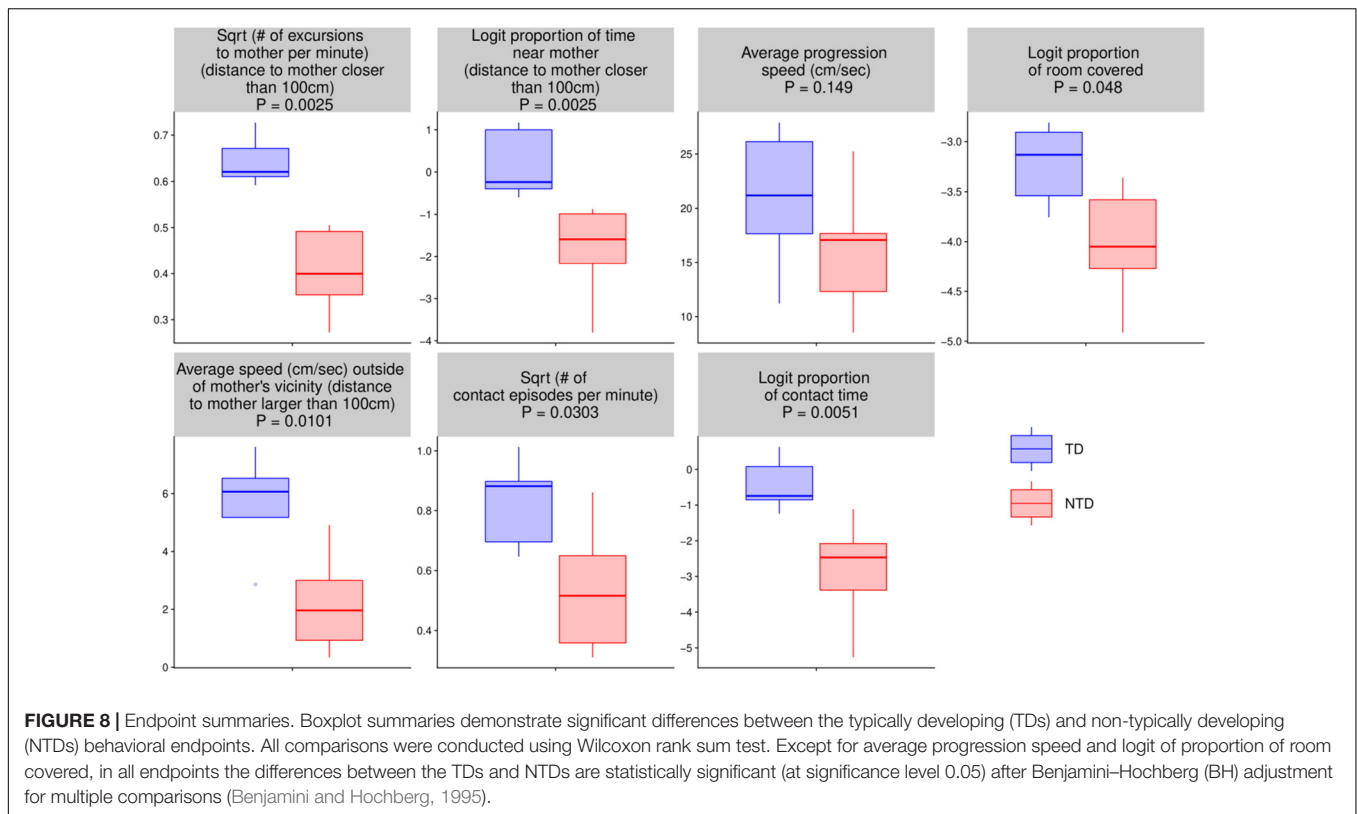 Sqrt (# of excursions
to mother per minute)
(distance to mother closer
than 100cm)
P = 0.0025
Logit proportion of time
near mother
(distance to mother closer
than 100cm)
P = 0.0025
Average progression
speed (cm/sec)
P = 0.149
Logit proportion
of room covered
P = 0.048
0.7
0.6
0.5
0.4
0.3
1
0
−1
−2
−3
−4
25
20
15
10
−3.0
−3.5
−4.0
−4.5
−5.0
Average speed (cm/sec) outside
of mother's vicinity (distance
to mother larger than 100cm)
P = 0.0101
Sqrt (# of
contact episodes per minute)
P = 0.0303
Logit proportion
of contact time
P = 0.0051
6
4
2
0
1.0
0.8
0.6
0.4
0
−1
−2
−3
−4
−5
TD
NTD
FIGURE 8 | Endpoint summaries. Boxplot summaries demonstrate significant differences between the typically developing (TDs) and non-typically developing
(NTDs) behavioral endpoints. All comparisons were conducted using Wilcoxon rank sum test. Except for average progression speed and logit of proportion of room
covered, in all endpoints the differences between the TDs and NTDs are statistically significant (at significance level 0.05) after Benjamini–Hochberg (BH) adjustment
for multiple comparisons (Benjamini and Hochberg, 1995).